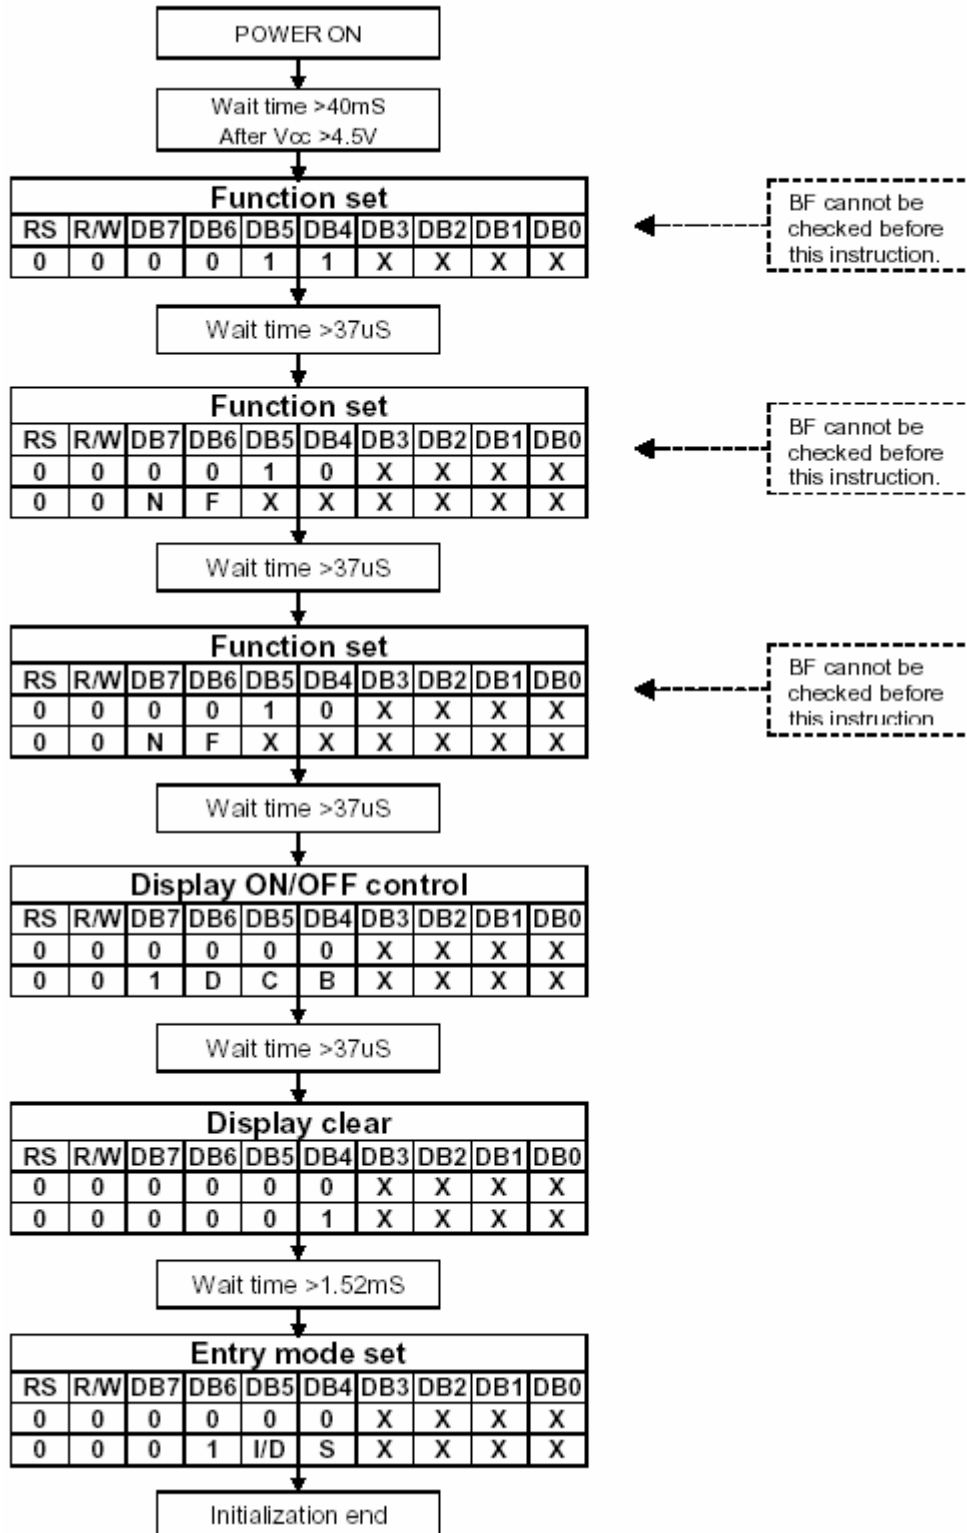 POWER ON
Wait time >40mS
After Vcc >4.5V
Function set
RS R/W DB7 DB6 DB5 DB4 DB3 DB2 DB1 DB0
0 0 0 0 1 1 X X X X
BF cannot be
checked before
this instruction.
Wait time >37uS
Function set
RS R/W DB7 DB6 DB5 DB4 DB3 DB2 DB1 DB0
0 0 0 0 1 0 X X X X
0 0 N F X X X X X X
BF cannot be
checked before
this instruction.
Wait time >37uS
Function set
RS R/W DB7 DB6 DB5 DB4 DB3 DB2 DB1 DB0
0 0 0 0 1 0 X X X X
0 0 N F X X X X X X
BF cannot be
checked before
this instruction
Wait time >37uS
Display ON/OFF control
RS R/W DB7 DB6 DB5 DB4 DB3 DB2 DB1 DB0
0 0 0 0 0 0 X X X X
0 0 1 D C B X X X X
Wait time >37uS
Display clear
RS R/W DB7 DB6 DB5 DB4 DB3 DB2 DB1 DB0
0 0 0 0 0 0 X X X X
0 0 0 0 0 1 X X X X
Wait time >1.52mS
Entry mode set
RS R/W DB7 DB6 DB5 DB4 DB3 DB2 DB1 DB0
0 0 0 0 0 0 X X X X
0 0 0 1 I/D S X X X X
Initialization end